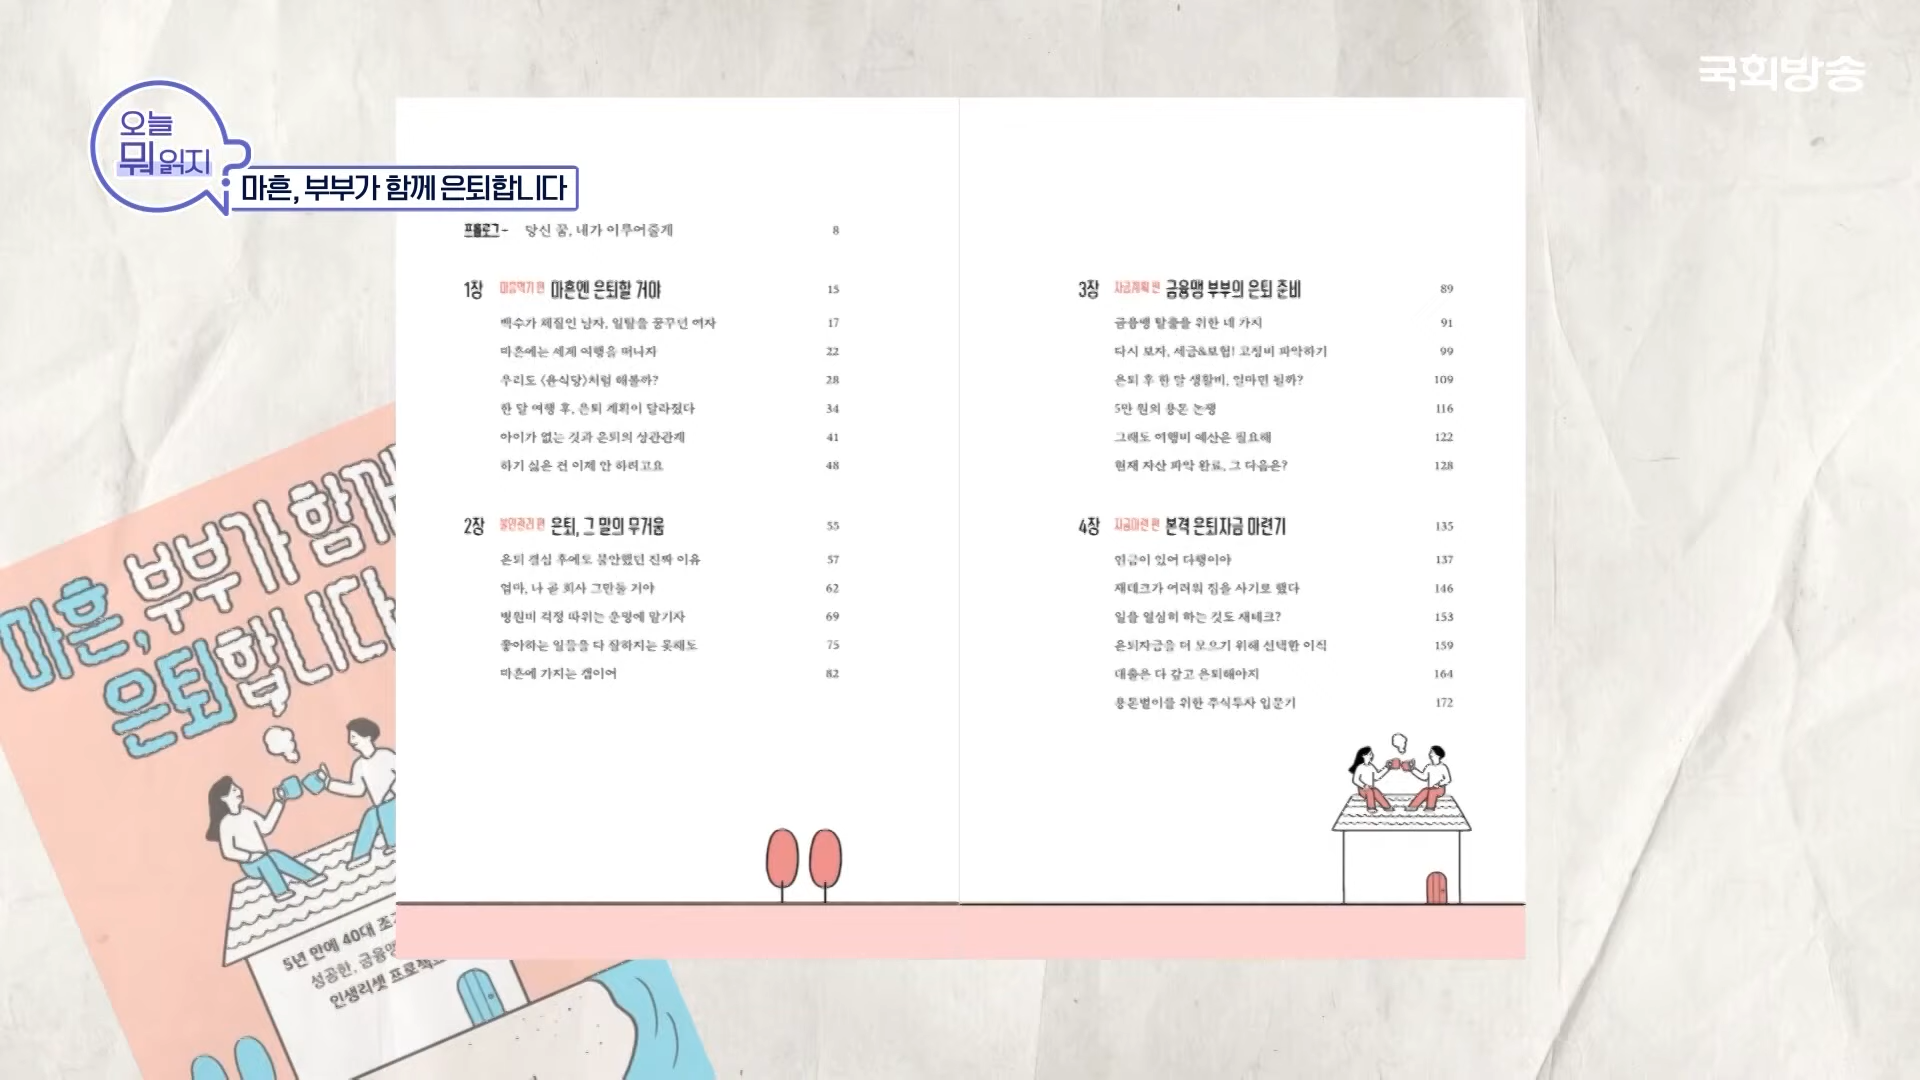 국회방송
오늘
뭐읽지?
마흔, 부부가 함께 은퇴합니다
프롤로그- 당신 꿈, 내가 이루어줄게 8
1장 마음먹기 편 마흔엔 은퇴할 거야 15
백수가 체질인 남자, 일탈을 꿈꾸던 여자 17
마흔에는 세계 여행을 떠나자 22
우리도 〈윤식당〉처럼 해볼까? 28
한 달 여행 후, 은퇴 계획이 달라졌다 34
아이가 없는 것과 은퇴의 상관관계 41
하기 싫은 건 이제 안 하려고요 48
2장 불안관리 편 은퇴, 그 말의 무거움 55
은퇴 결심 후에도 불안했던 진짜 이유 57
엄마, 나 곧 회사 그만둘 거야 62
병원비 걱정 따위는 운명에 맡기자 69
좋아하는 일들을 다 잘하지는 못해도 75
마흔에 가지는 갭이어 82
3장 자금계획 편 금융맹 부부의 은퇴 준비 89
금융맹 탈출을 위한 네 가지 91
다시 보자, 세금&보험! 고정비 파악하기 99
은퇴 후 한 달 생활비, 얼마면 될까? 109
5만 원의 용돈 논쟁 116
그래도 여행비 예산은 필요해 122
현재 자산 파악 완료, 그 다음은? 128
4장 자금마련 편 본격 은퇴자금 마련기 135
연금이 있어 다행이야 137
재테크가 어려워 집을 사기로 했다 146
일을 열심히 하는 것도 재테크? 153
은퇴자금을 더 모으기 위해 선택한 이직 159
대출은 다 갚고 은퇴해야지 164
용돈벌이를 위한 주식투자 입문기 172
마흔, 부부가 함께
은퇴합니다
5년 만에 40대 조기
성공한, 금융맹
인생리셋 프로젝트